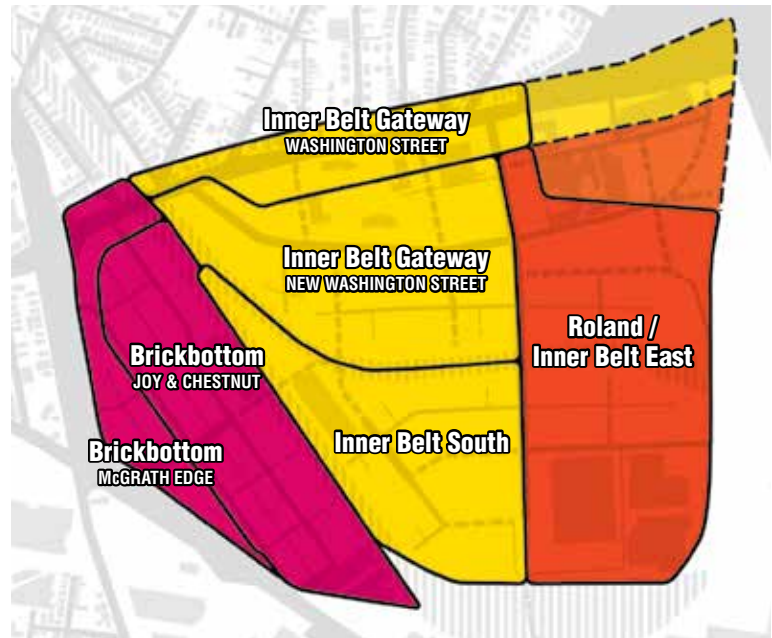 Inner Belt Gateway
WASHINGTON STREET
Inner Belt Gateway
NEW WASHINGTON STREET
Roland /
Inner Belt East
Brickbottom
JOY & CHESTNUT
Inner Belt South
Brickbottom
McGRATH EDGE